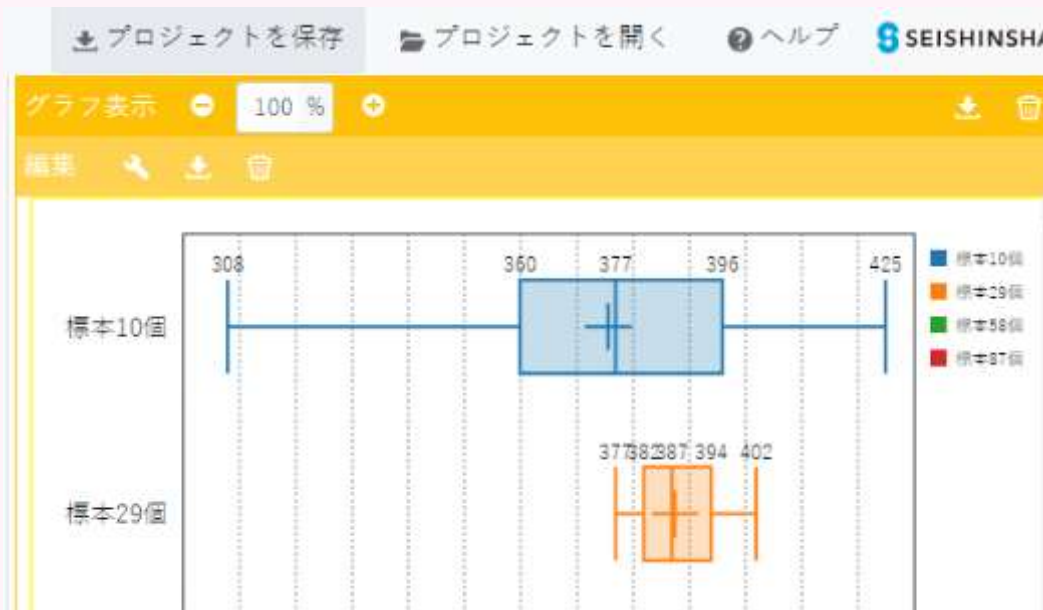 プロジェクトを保存 プロジェクトを開く ヘルプ SEISHINSHA
グラフ表示 100 %
編集
308 360 377 396 425
標本10個
377 382 387 394 402
標本29個
標本10個
標本29個
標本58個
標本87個